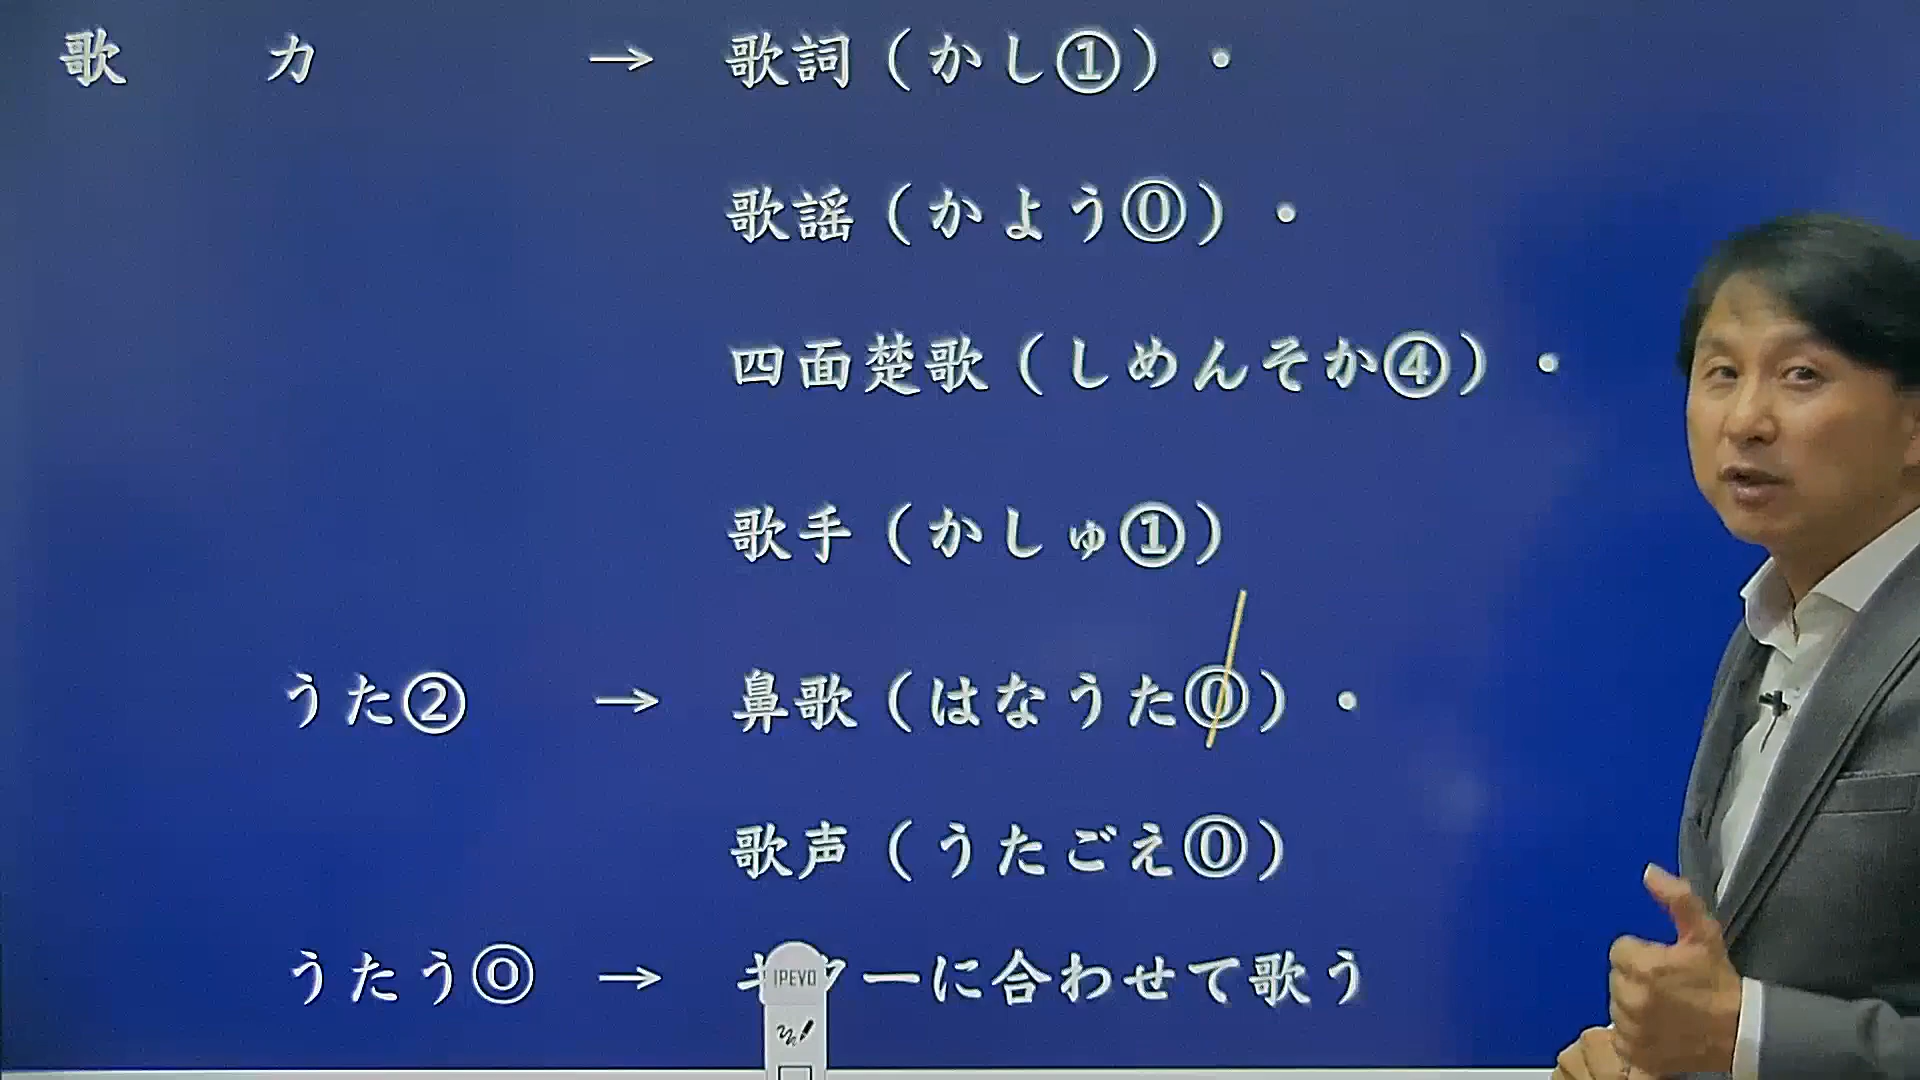 歌　カ　→　歌詞（かし①）・
歌謡（かよう⓪）・
四面楚歌（しめんそか④）・
歌手（かしゅ①）
うた②　→　鼻歌（はなうた⓪）・
歌声（うたごえ⓪）
うたう⓪　→　ギターに合わせて歌う
IPEVO